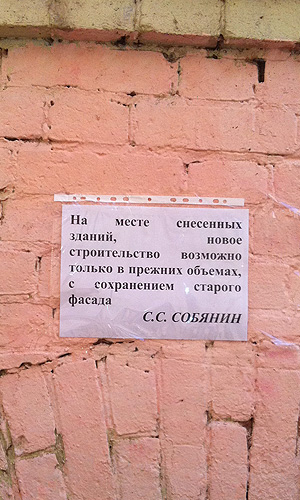 На месте снесенных
зданий, новое
строительство возможно
только в прежних объемах,
с сохранением старого
фасада
С.С. СОБЯНИН